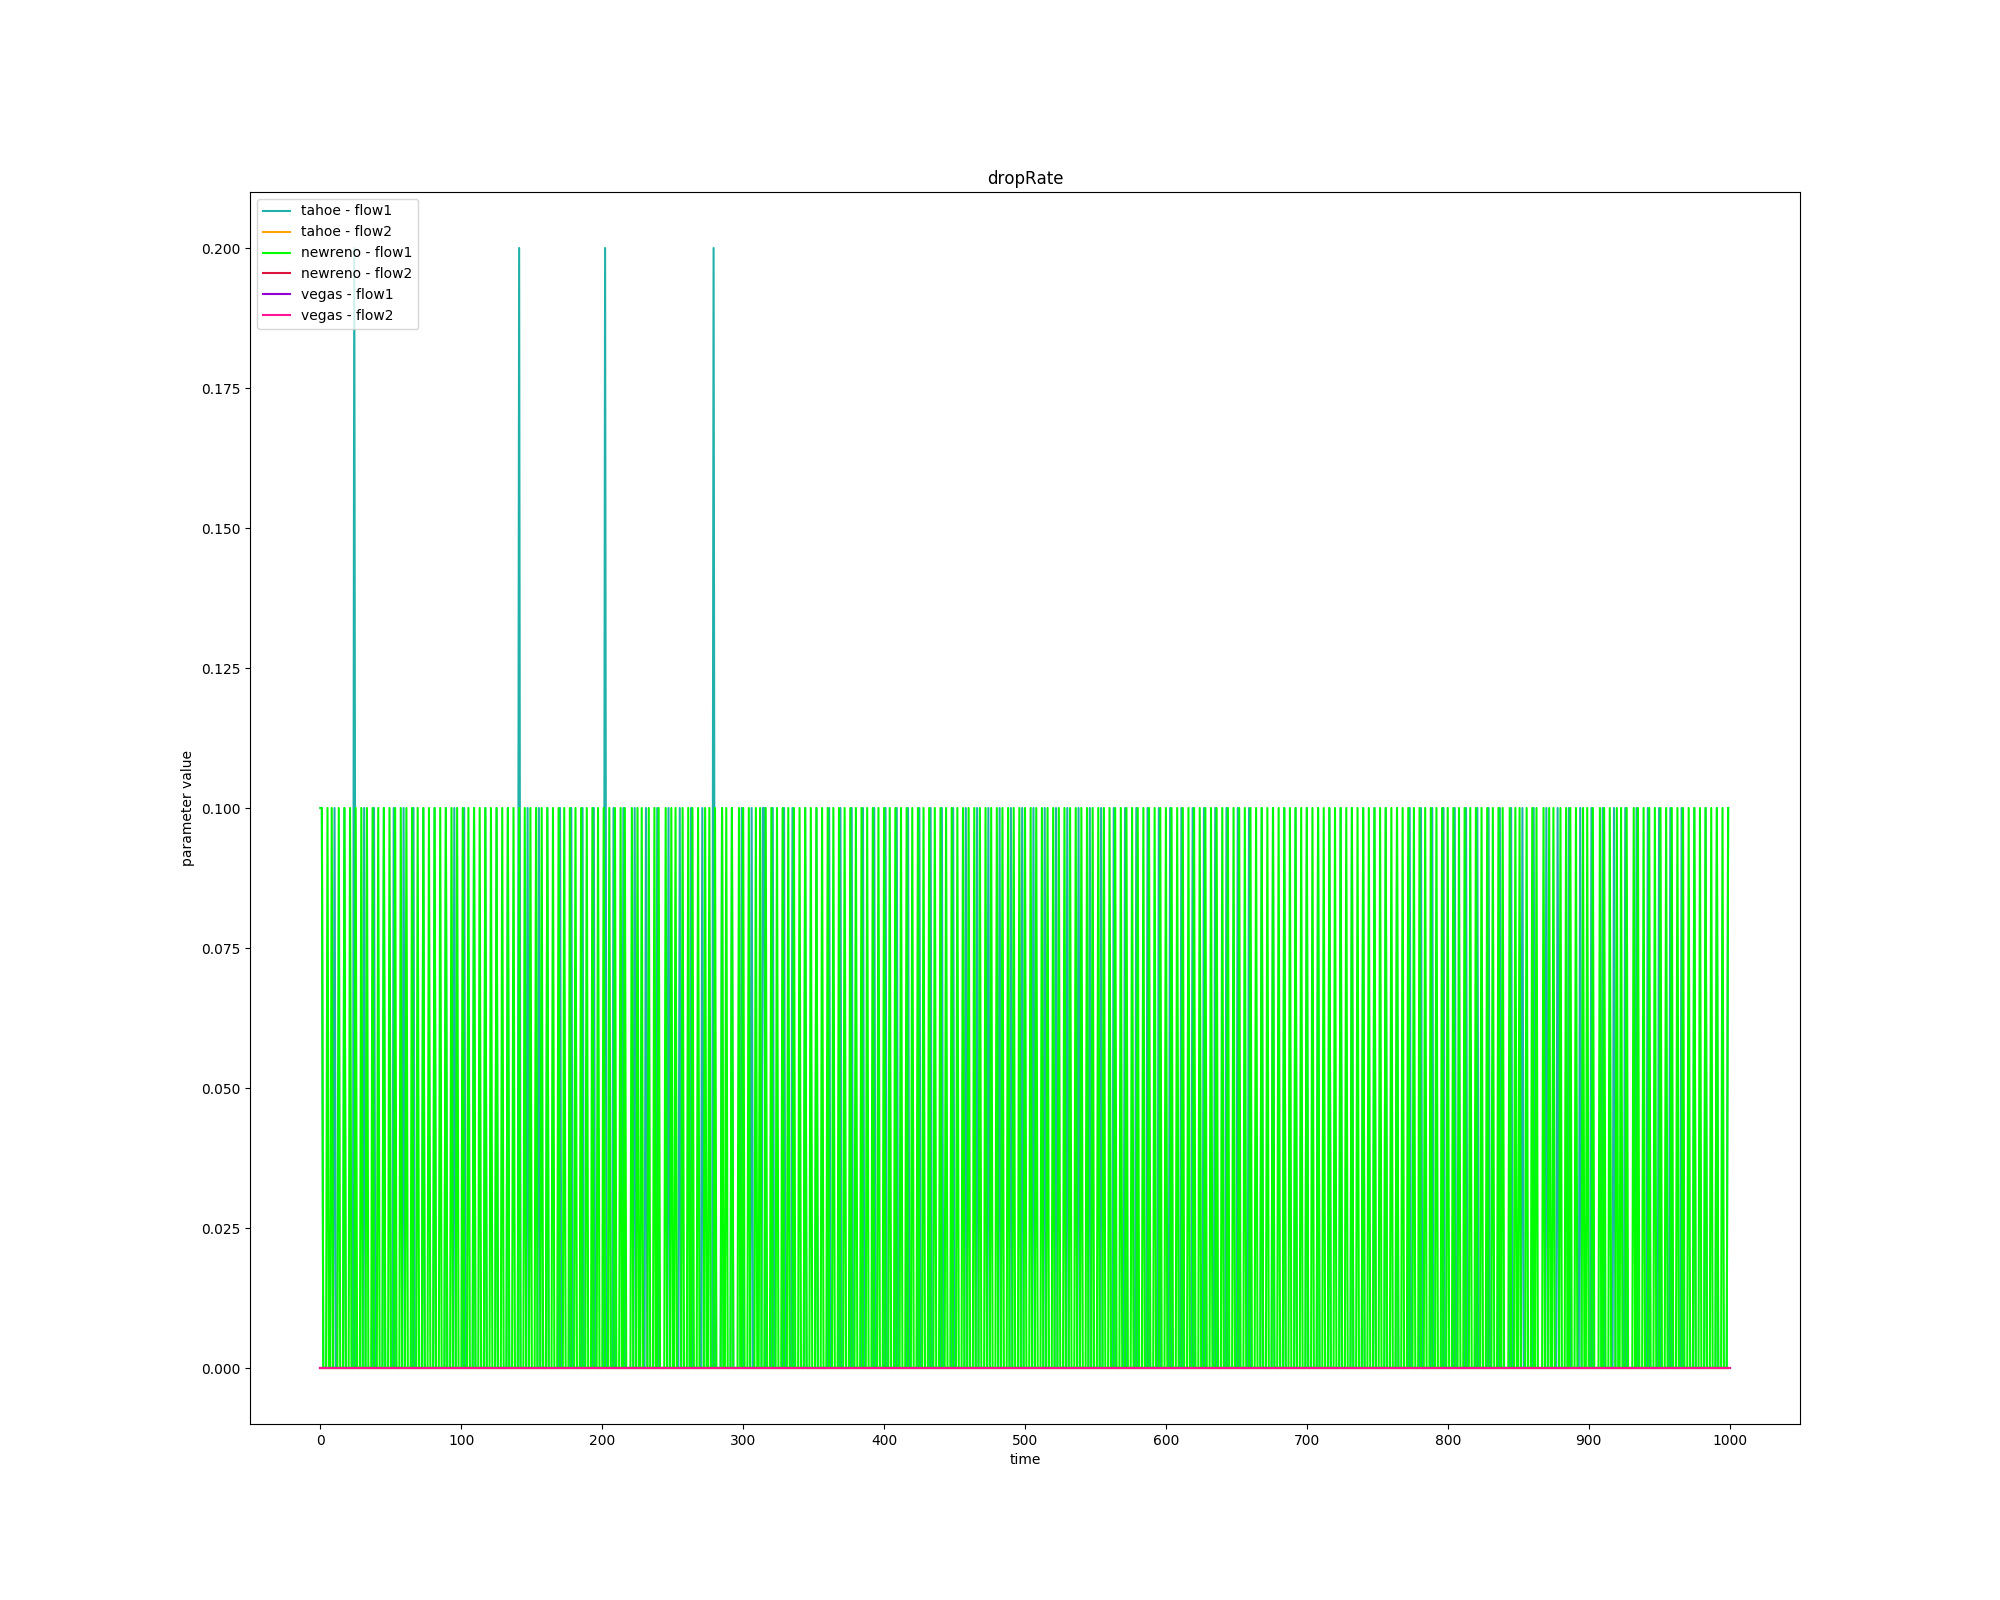 dropRate
tahoe - flow1
tahoe - flow2
newreno - flow1
newreno - flow2
vegas - flow1
vegas - flow2
0.200
0.175
0.150
0.125
0.100
0.075
0.050
0.025
0.000
parameter value
0 100 200 300 400 500 600 700 800 900 1000
time